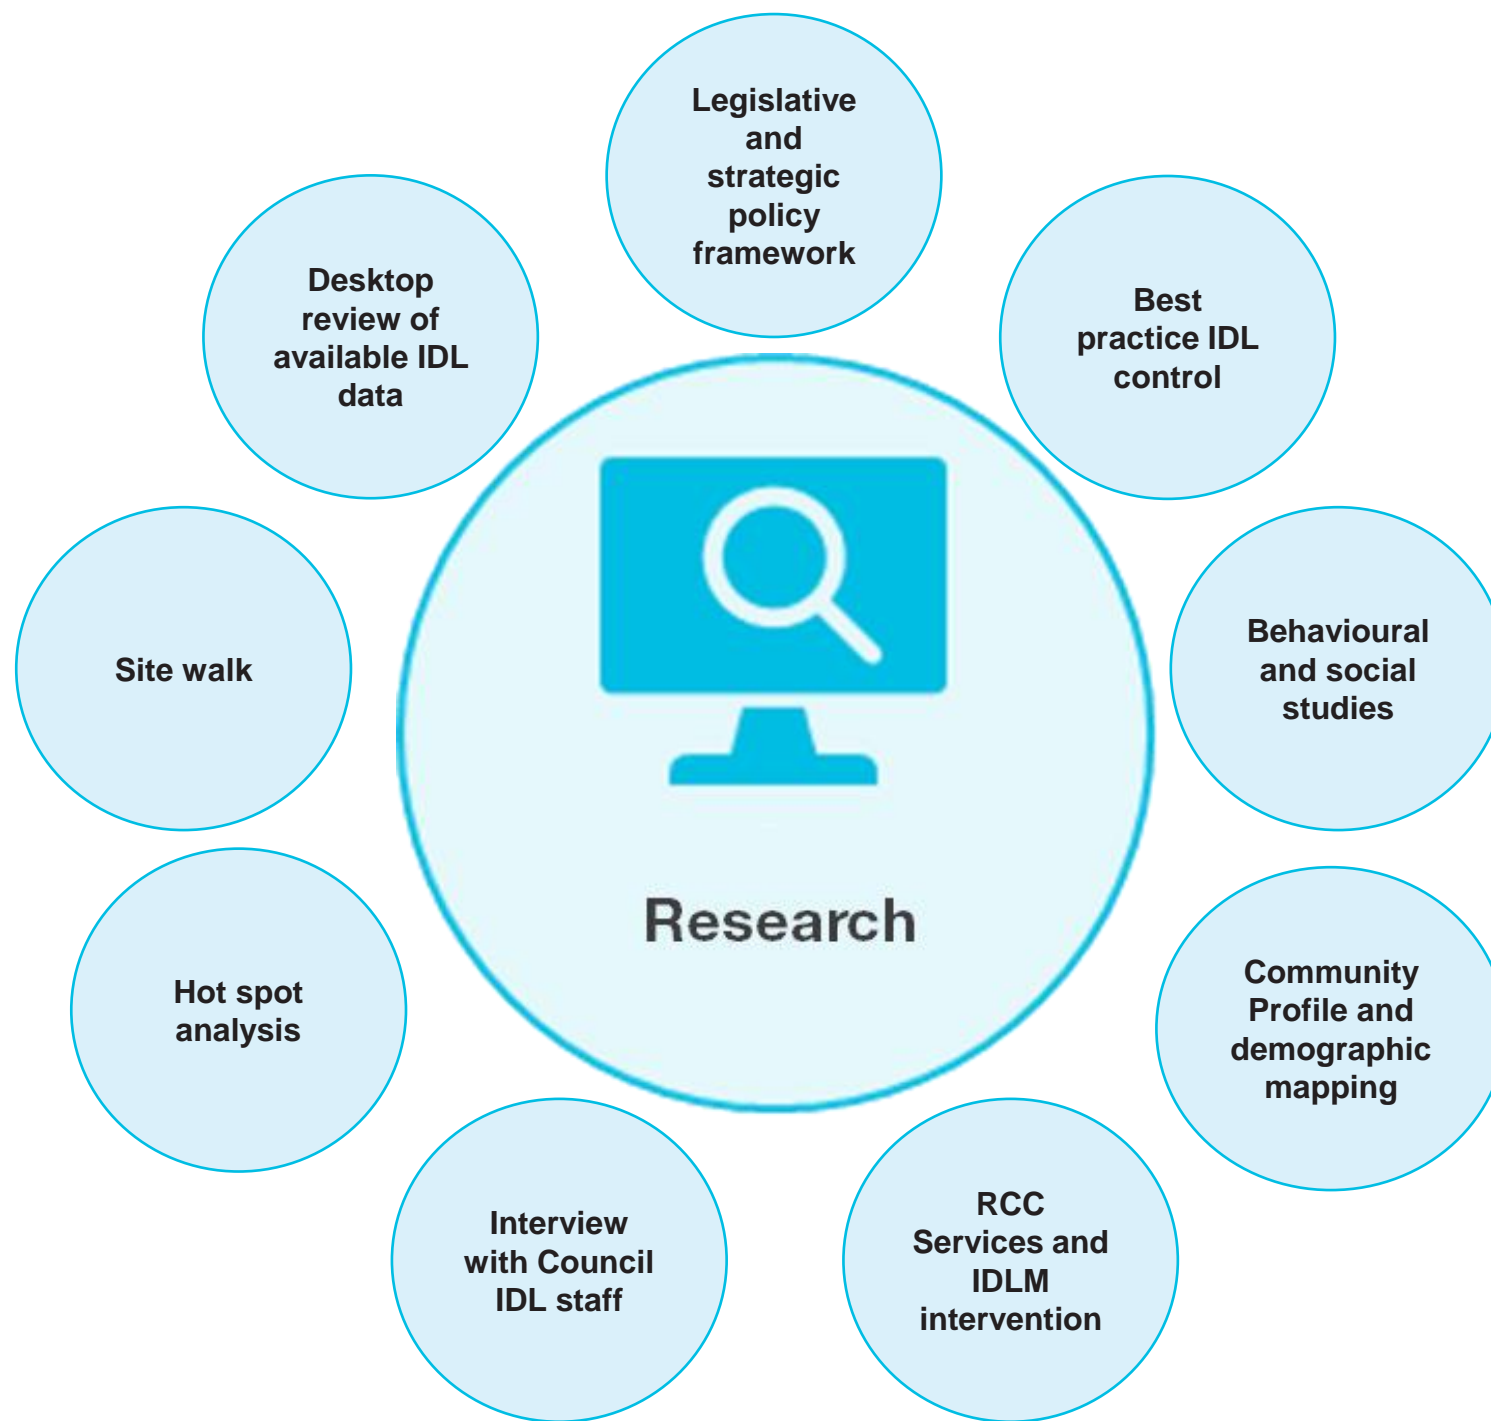 Legislative
and
strategic
policy
framework
Desktop
review of
available IDL
data
Best
practice IDL
control
Site walk
Behavioural
and social
studies
Research
Hot spot
analysis
Community
Profile and
demographic
mapping
Interview
with Council
IDL staff
RCC
Services and
IDLM
intervention